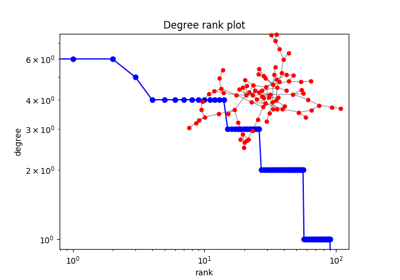 Degree rank plot
degree
6 × 10⁰
4 × 10⁰
3 × 10⁰
2 × 10⁰
10⁰
10⁰ 10¹ 10²
rank